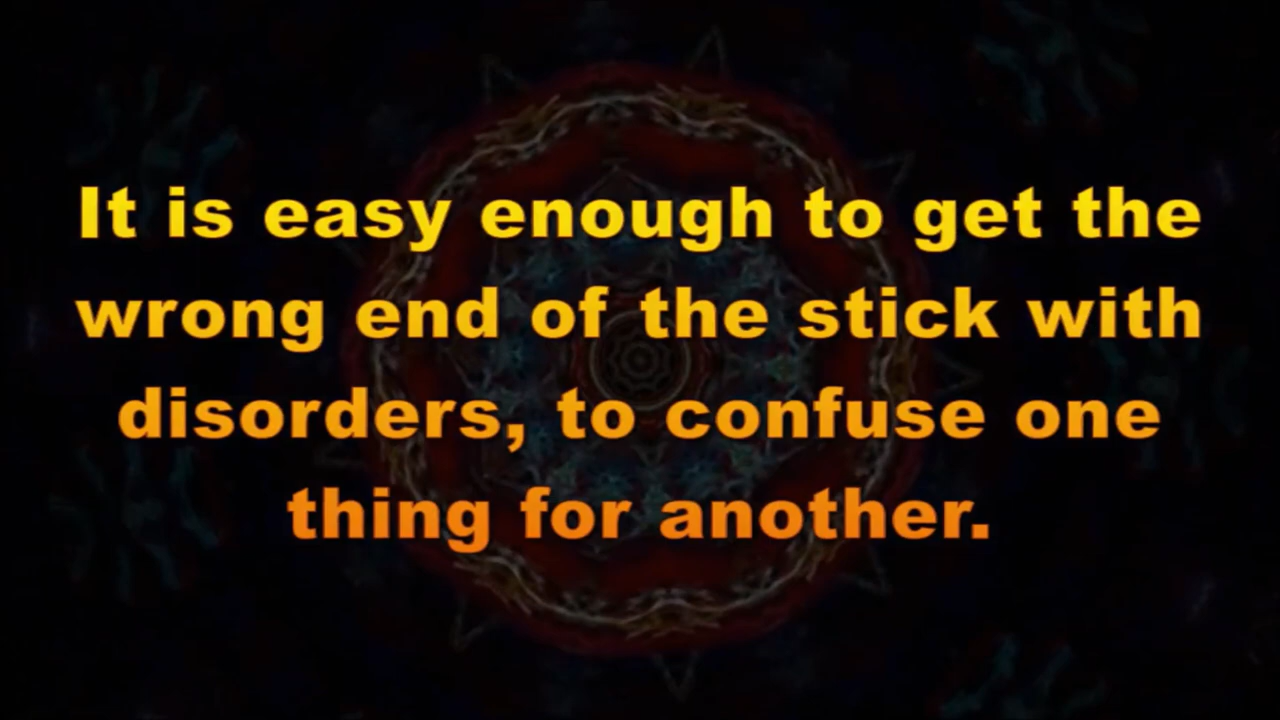 It is easy enough to get the
wrong end of the stick with
disorders, to confuse one
thing for another.